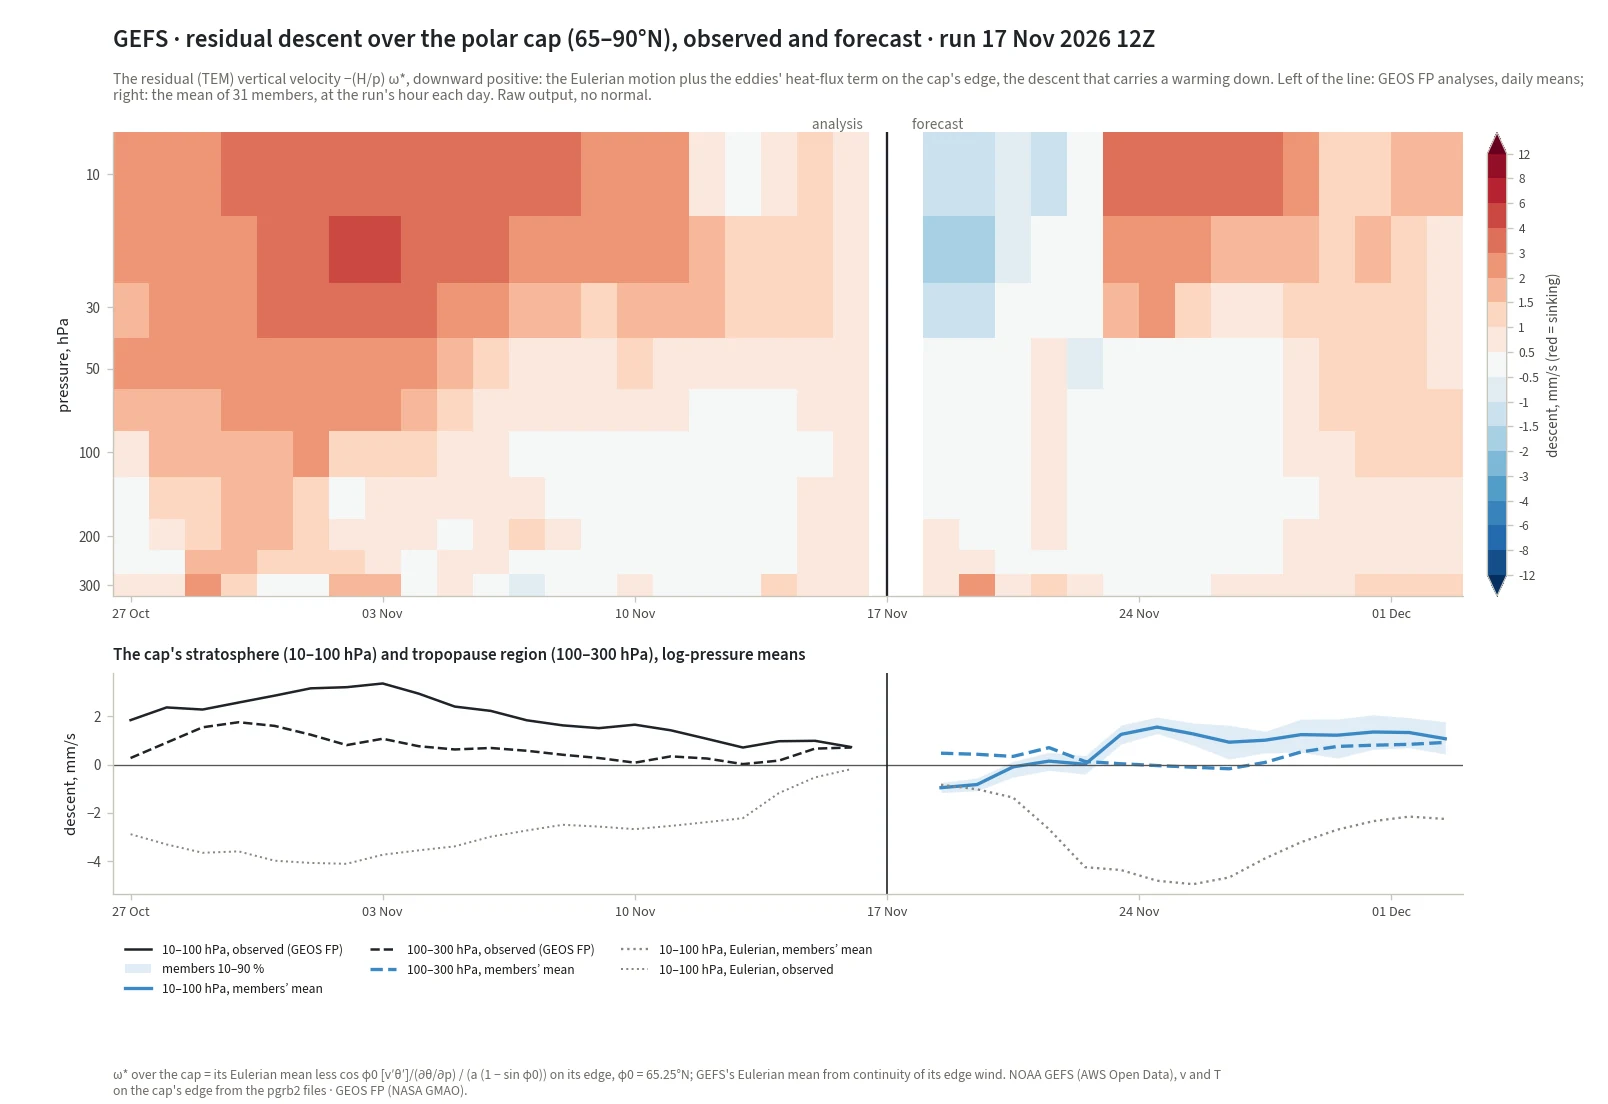 GEFS · residual descent over the polar cap (65–90°N), observed and forecast · run 17 Nov 2026 12Z
The residual (TEM) vertical velocity −(H/p) ω*, downward positive: the Eulerian motion plus the eddies' heat-flux term on the cap's edge, the descent that carries a warming down. Left of the line: GEOS FP analyses, daily means;
right: the mean of 31 members, at the run's hour each day. Raw output, no normal.
analysis
forecast
pressure, hPa
10
30
50
100
200
300
27 Oct
03 Nov
10 Nov
17 Nov
24 Nov
01 Dec
12
8
6
4
3
2
1.5
1
0.5
-0.5
-1
-1.5
-2
-3
-4
-6
-8
-12
descent, mm/s (red = sinking)
The cap's stratosphere (10–100 hPa) and tropopause region (100–300 hPa), log-pressure means
descent, mm/s
2
0
−2
−4
27 Oct
03 Nov
10 Nov
17 Nov
24 Nov
01 Dec
10–100 hPa, observed (GEOS FP)
members 10–90 %
10–100 hPa, members’ mean
100–300 hPa, observed (GEOS FP)
100–300 hPa, members’ mean
10–100 hPa, Eulerian, members’ mean
10–100 hPa, Eulerian, observed
ω* over the cap = its Eulerian mean less cos φ0 [v′θ′]/(∂θ/∂p) / (a (1 − sin φ0)) on its edge, φ0 = 65.25°N; GEFS's Eulerian mean from continuity of its edge wind. NOAA GEFS (AWS Open Data), v and T
on the cap's edge from the pgrb2 files · GEOS FP (NASA GMAO).